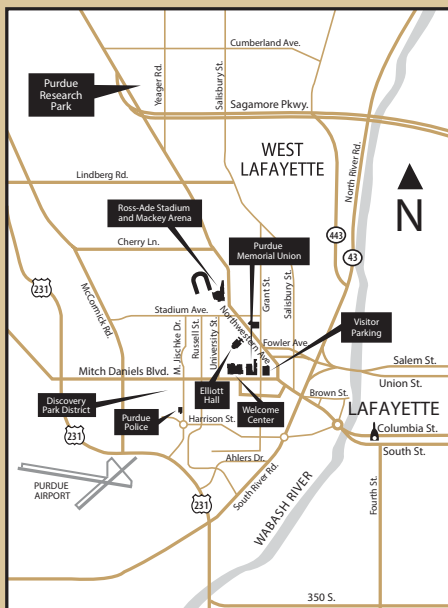 Cumberland Ave.
Purdue
Research
Park
Yeager Rd.
Salisbury St.
Sagamore Pkwy.
WEST
LAFAYETTE
North River Rd.
Lindberg Rd.
N
Ross-Ade Stadium
and Mackey Arena
Purdue
Memorial Union
443
43
Cherry Ln.
231
McCormick Rd.
Grant St.
Salisbury St.
Stadium Ave.
Northwestern Ave.
Visitor
Parking
M. Jischke Dr.
Russell St.
University St.
Fowler Ave.
Salem St.
Mitch Daniels Blvd.
Union St.
Discovery
Park District
Elliott
Hall
Welcome
Center
Brown St.
LAFAYETTE
Purdue
Police
Harrison St.
Columbia St.
231
South St.
Ahlers Dr.
PURDUE
AIRPORT
South River Rd.
WABASH RIVER
Fourth St.
231
350 S.